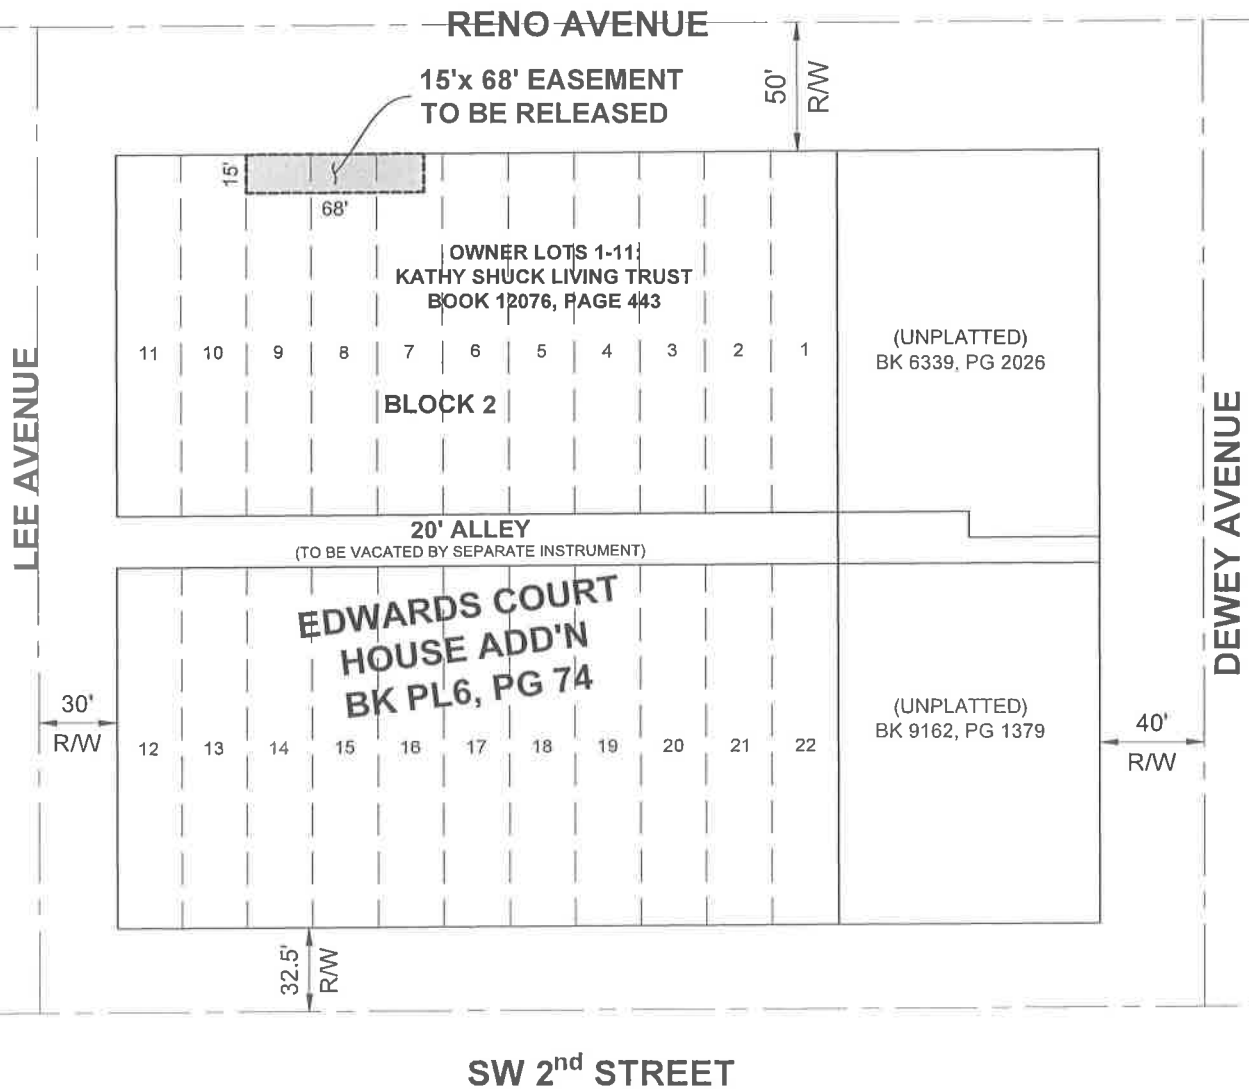 RENO AVENUE
15'x 68' EASEMENT
TO BE RELEASED
50'
R/W
15'
68'
OWNER LOTS 1-11:
KATHY SHUCK LIVING TRUST
BOOK 12076, PAGE 443
11 10 9 8 7 6 5 4 3 2 1
BLOCK 2
(UNPLATTED)
BK 6339, PG 2026
LEE AVENUE
DEWEY AVENUE
20' ALLEY
(TO BE VACATED BY SEPARATE INSTRUMENT)
EDWARDS COURT
HOUSE ADD'N
BK PL6, PG 74
30'
R/W
12 13 14 15 16 17 18 19 20 21 22
(UNPLATTED)
BK 9162, PG 1379
40'
R/W
32.5'
R/W
SW 2nd STREET